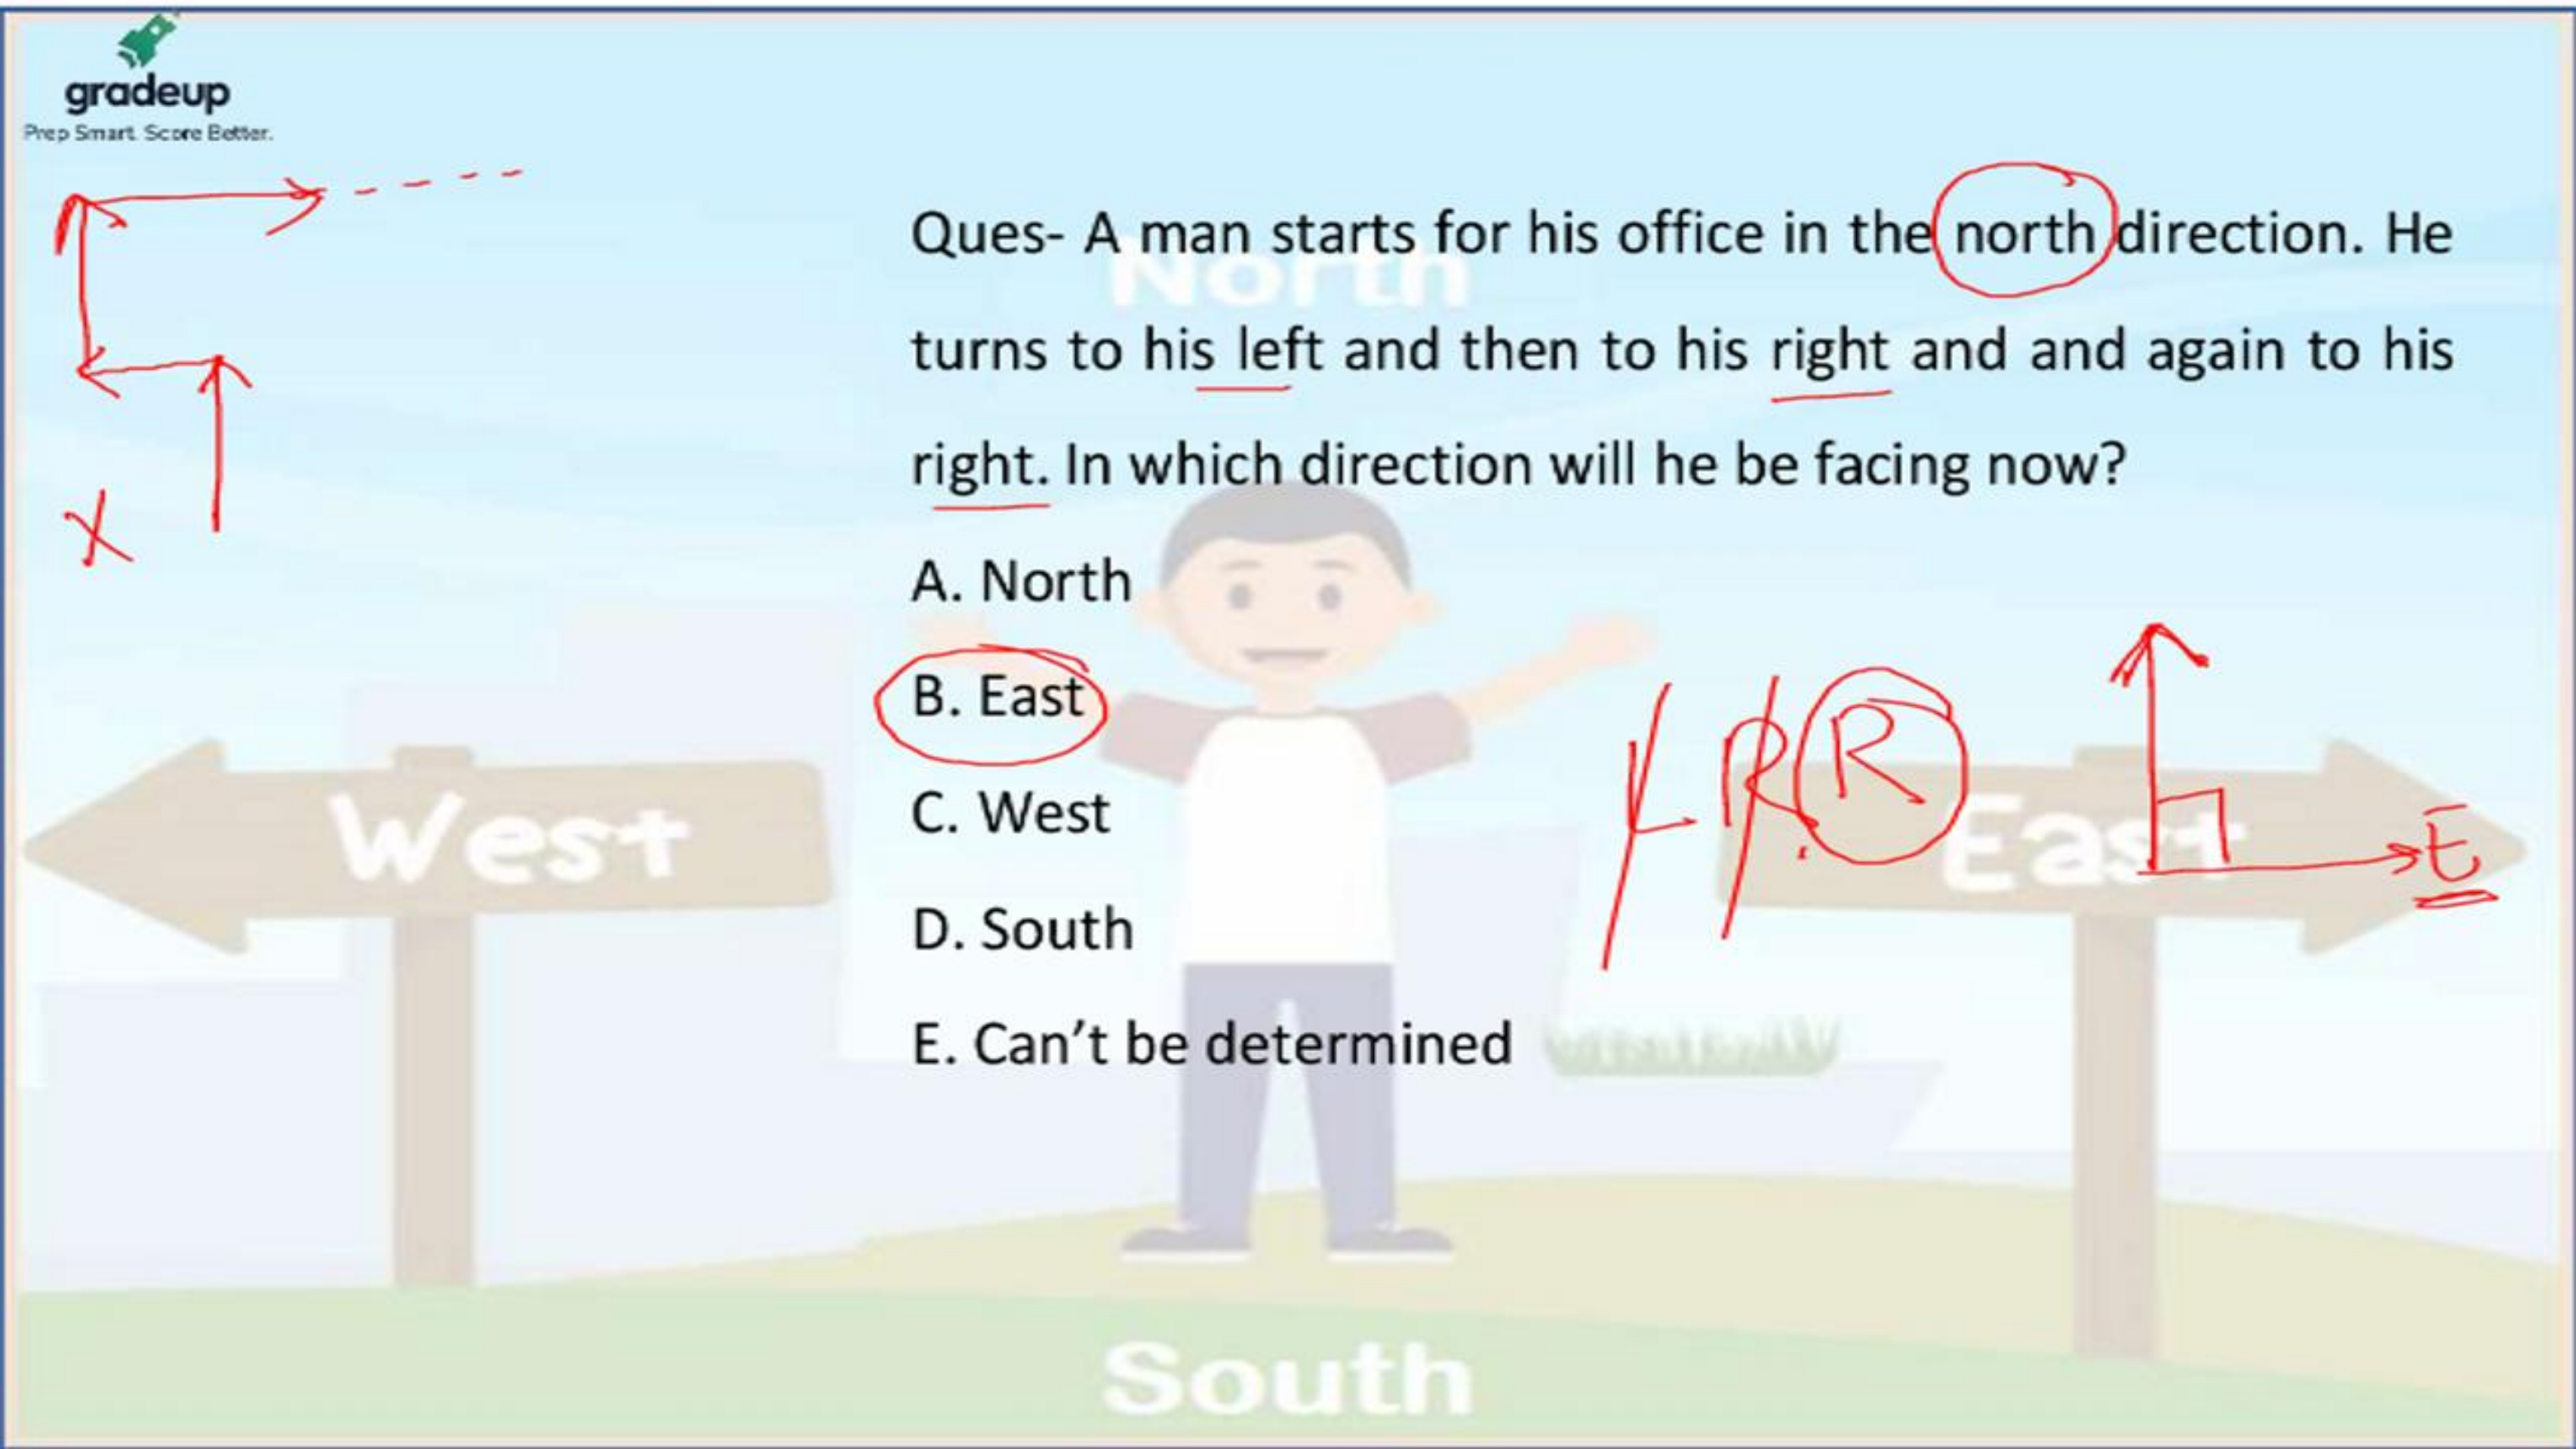 gradeup
Prep Smart. Score Better.
North
Ques- A man starts for his office in the north direction. He
turns to his left and then to his right and and again to his
right. In which direction will he be facing now?
A. North
B. East
C. West
D. South
E. Can't be determined
X
West
L R R
East
E
South